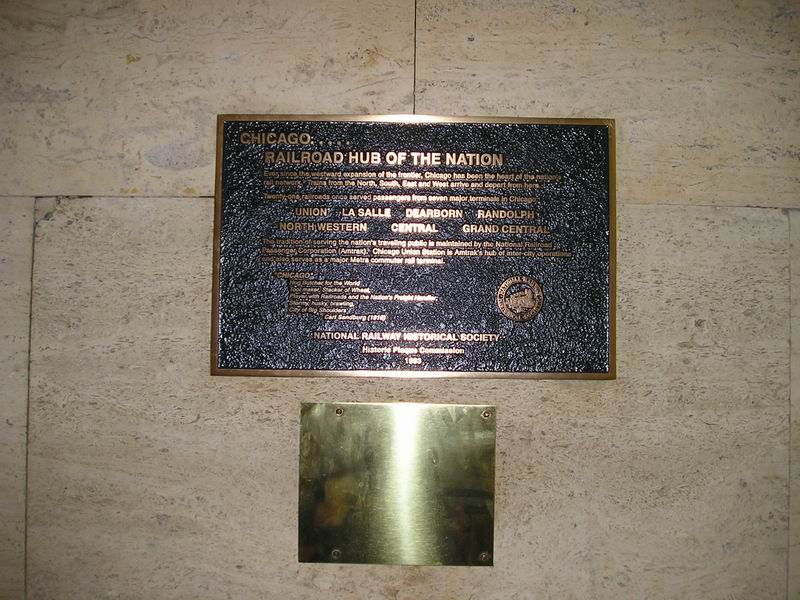 CHICAGO.....
RAILROAD HUB OF THE NATION
Ever since the westward expansion of the frontier, Chicago has been the heart of the nation's
rail network. Trains from the North, South, East and West arrive and depart from here.
Twenty-one railroads once served passengers from seven major terminals in Chicago:
UNION LA SALLE DEARBORN RANDOLPH
NORTH WESTERN CENTRAL GRAND CENTRAL
The tradition of serving the nation's traveling public is maintained by the National Railroad
Passenger Corporation (Amtrak). Chicago Union Station is Amtrak's hub of inter-city operations
and also serves as a major Metra commuter rail terminal.
"CHICAGO"
"Hog Butcher for the World
Tool maker, Stacker of Wheat,
Player with Railroads and the Nation's Freight Handler
Stormy, husky, brawling,
City of Big Shoulders"
Carl Sandburg (1916)
NATIONAL RAILWAY HISTORICAL SOCIETY
Historic Plaque Commission